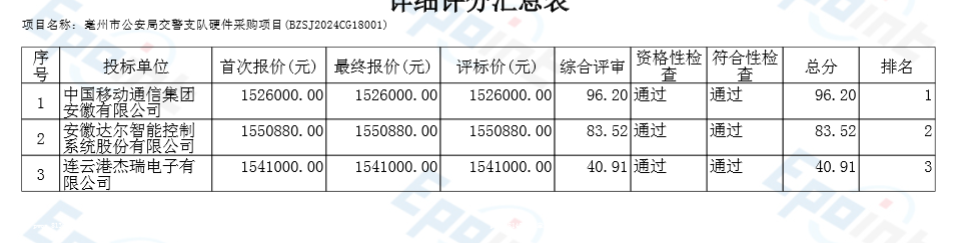 详细评分汇总表
项目名称：亳州市公安局交警支队硬件采购项目(BZSJ2024CG18001)
序号 投标单位 首次报价(元) 最终报价(元) 评标价(元) 综合评审 资格性检查 符合性检查 总分 排名
1 中国移动通信集团安徽有限公司 1526000.00 1526000.00 1526000.00 96.20 通过 通过 96.20 1
2 安徽达尔智能控制系统股份有限公司 1550880.00 1550880.00 1550880.00 83.52 通过 通过 83.52 2
3 连云港杰瑞电子有限公司 1541000.00 1541000.00 1541000.00 40.91 通过 通过 40.91 3